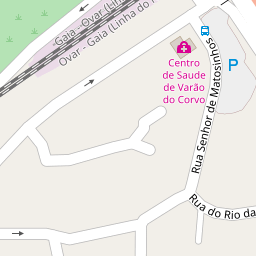 Gaia - Ovar (Linha do
Ovar - Gaia (Linha do N
Centro
de Saude
de Varão
do Corvo
P
Rua Senhor de Matosinhos
Rua do Rio da